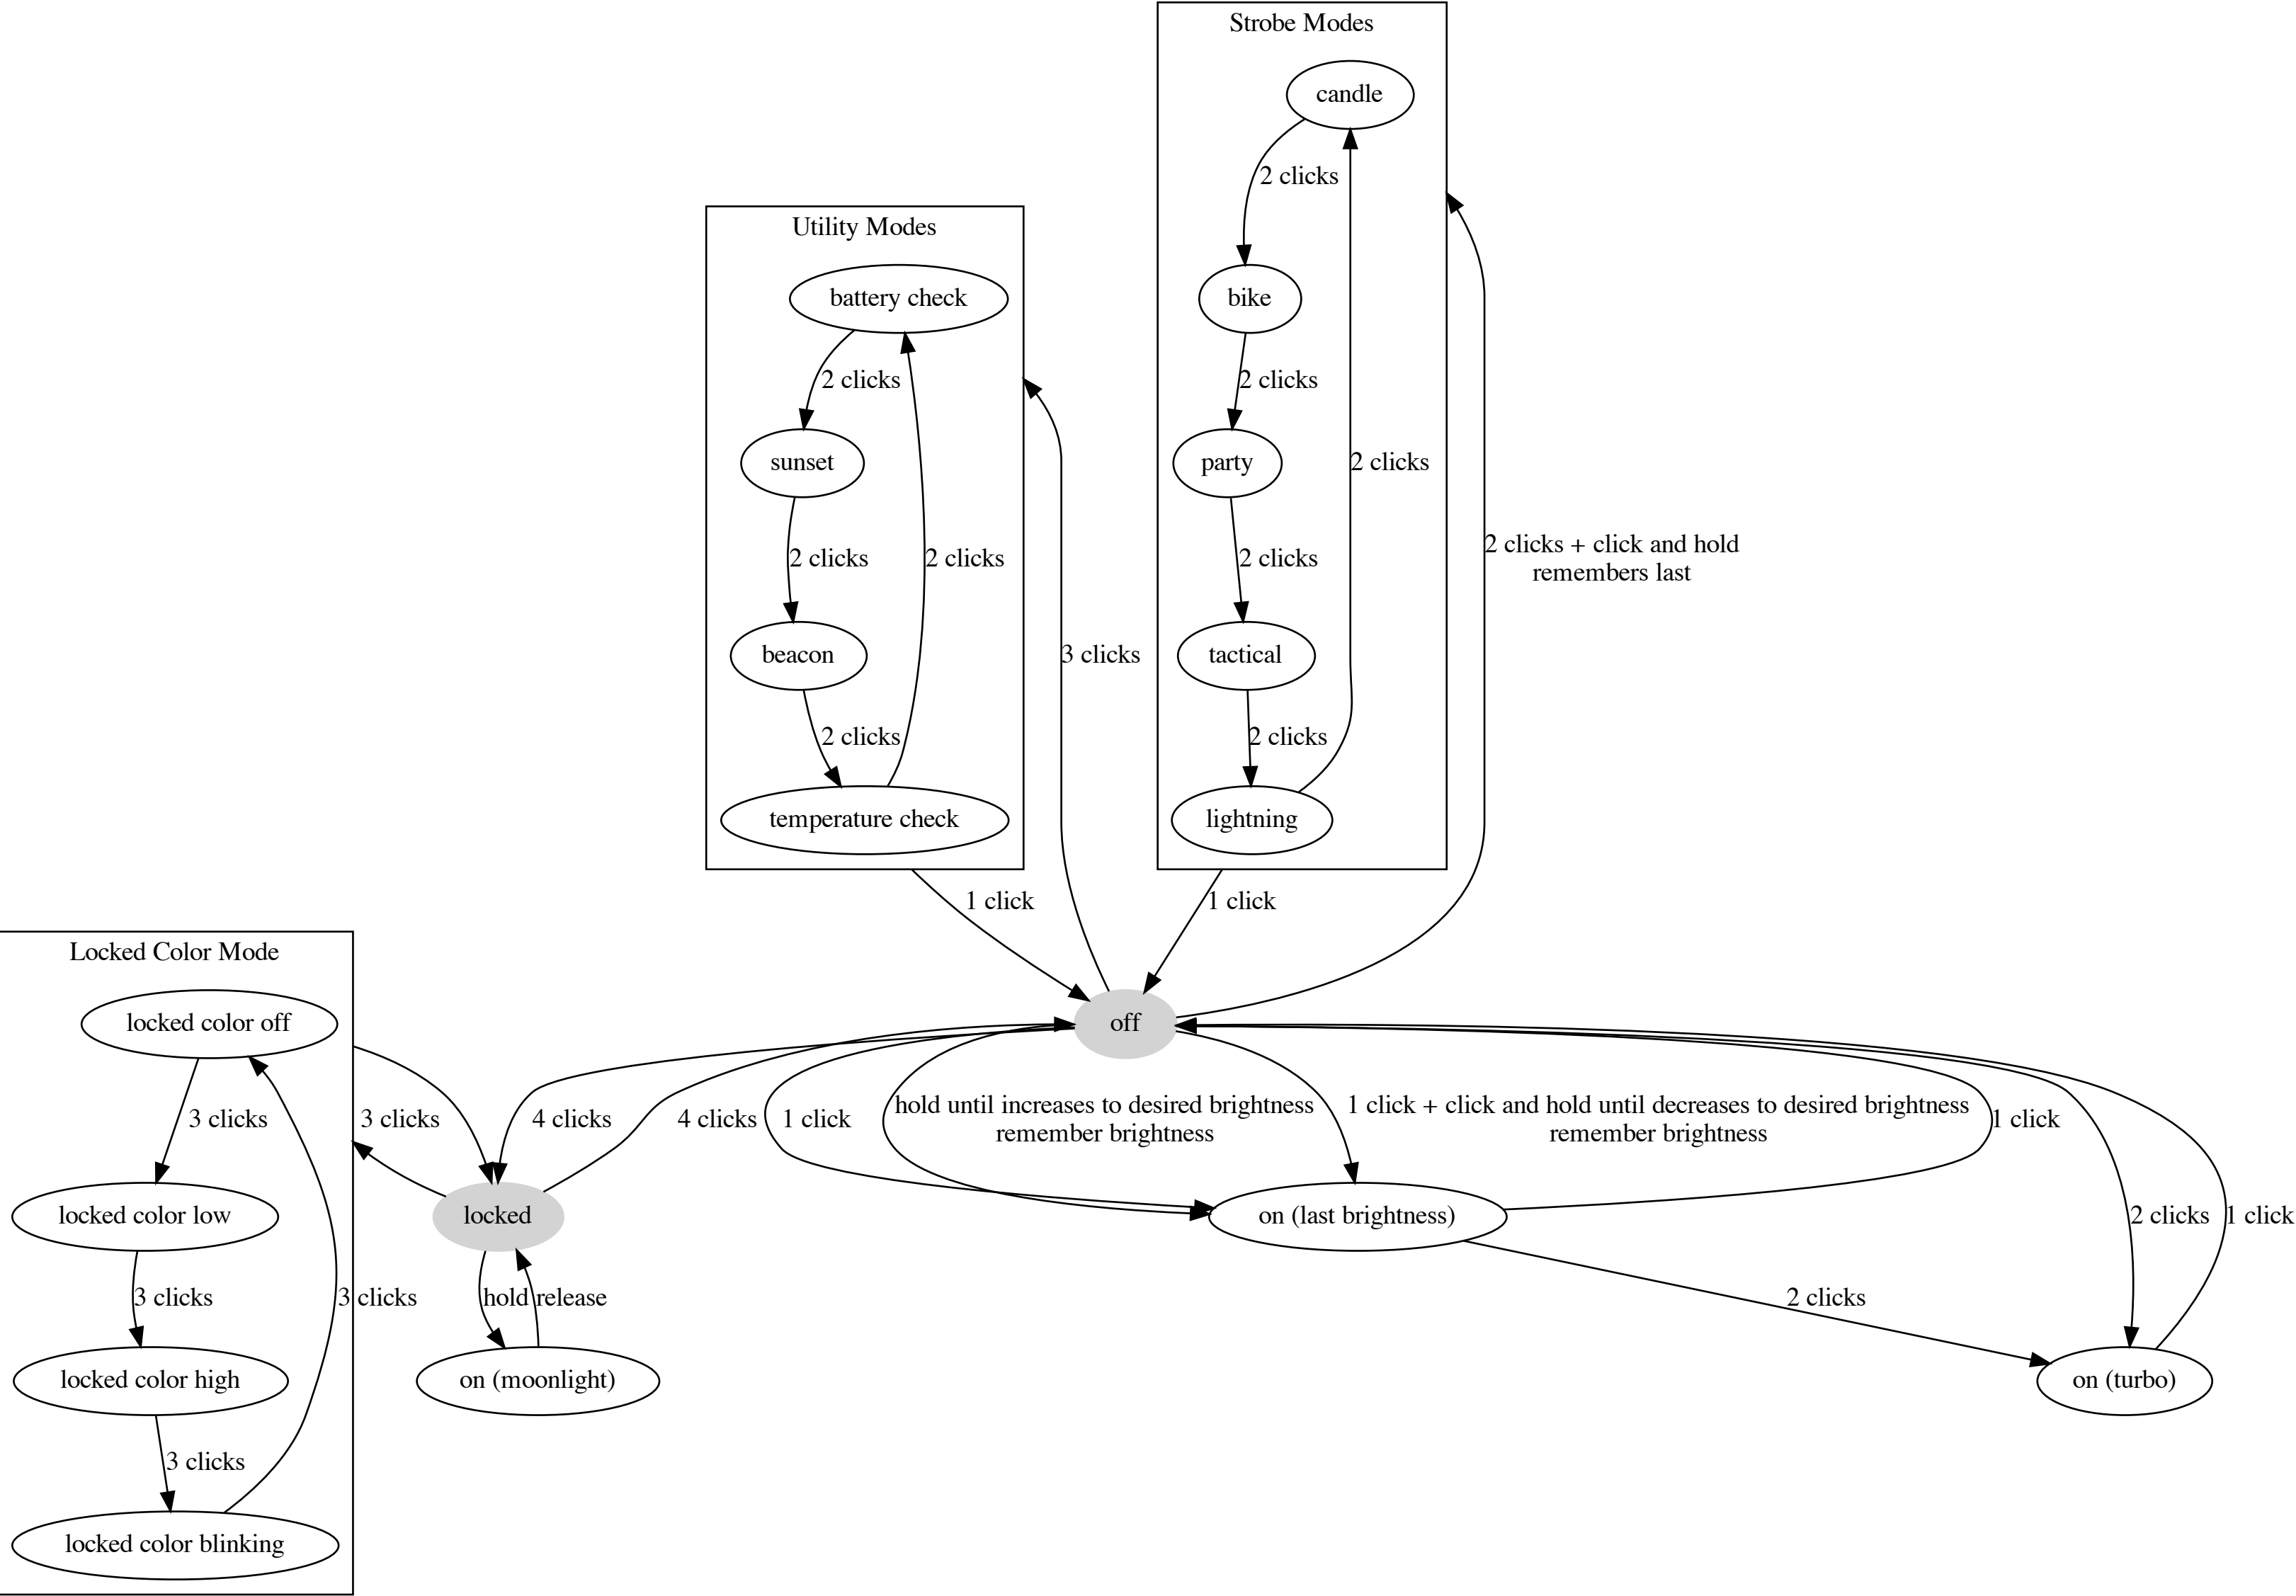 Strobe Modes
candle
2 clicks
Utility Modes
battery check
bike
2 clicks
2 clicks
sunset
party
2 clicks
2 clicks + click and hold
remembers last
2 clicks
2 clicks
2 clicks
beacon
3 clicks
tactical
2 clicks
2 clicks
temperature check
lightning
1 click
1 click
Locked Color Mode
locked color off
off
3 clicks
3 clicks
4 clicks
4 clicks
1 click
hold until increases to desired brightness
remember brightness
1 click + click and hold until decreases to desired brightness
remember brightness
1 click
locked color low
locked
on (last brightness)
2 clicks
1 click
3 clicks
3 clicks
hold
release
2 clicks
locked color high
on (moonlight)
on (turbo)
3 clicks
locked color blinking